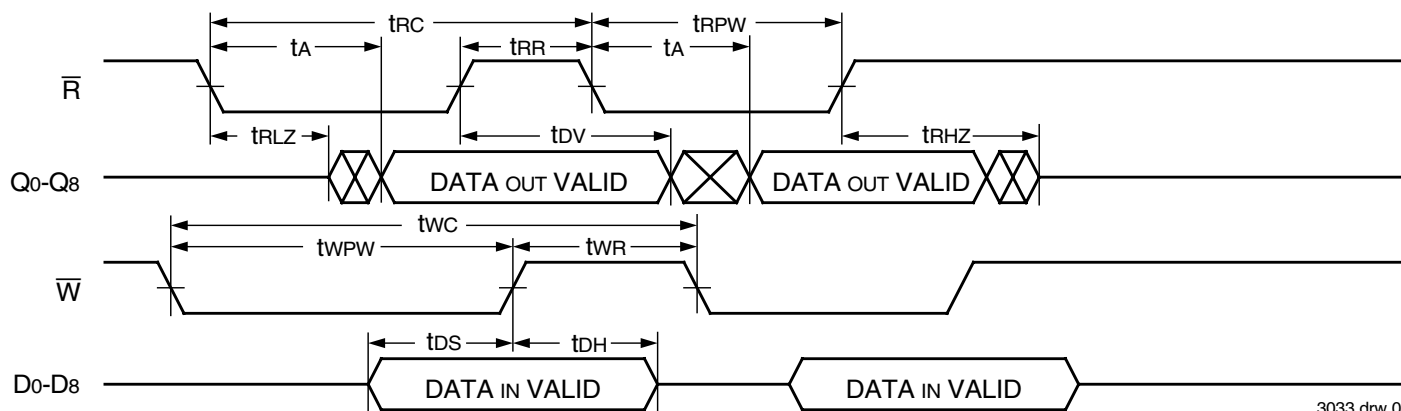 tRC tRPW
tA tRR tA
R̅
tRLZ tDV tRHZ
Q0-Q8 DATA OUT VALID DATA OUT VALID
tWC
tWPW tWR
W̅
tDS tDH
D0-D8 DATA IN VALID DATA IN VALID
3033 drw 0